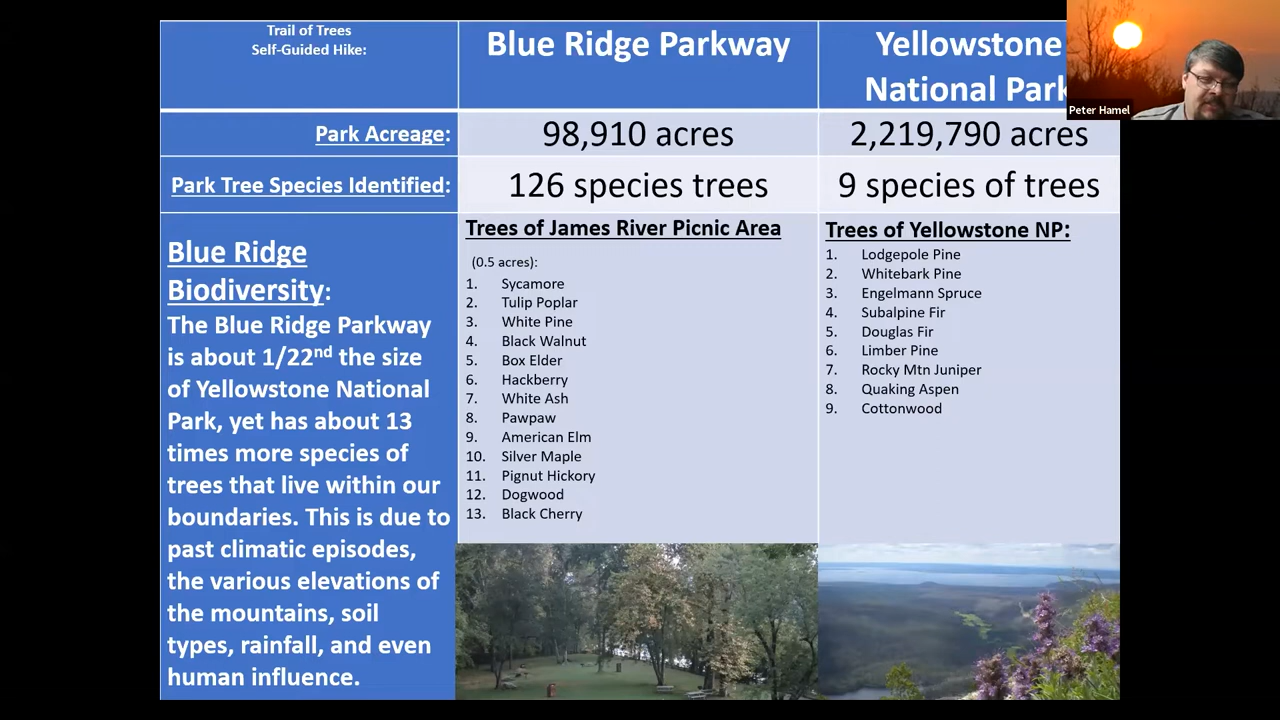 Trail of Trees
Self-Guided Hike:
Blue Ridge Parkway
Yellowstone
National Park
Peter Hamel
Park Acreage:
98,910 acres
2,219,790 acres
Park Tree Species Identified:
126 species trees
9 species of trees
Blue Ridge
Biodiversity:
The Blue Ridge Parkway
is about 1/22nd the size
of Yellowstone National
Park, yet has about 13
times more species of
trees that live within our
boundaries. This is due to
past climatic episodes,
the various elevations of
the mountains, soil
types, rainfall, and even
human influence.
Trees of James River Picnic Area
(0.5 acres):
1. Sycamore
2. Tulip Poplar
3. White Pine
4. Black Walnut
5. Box Elder
6. Hackberry
7. White Ash
8. Pawpaw
9. American Elm
10. Silver Maple
11. Pignut Hickory
12. Dogwood
13. Black Cherry
Trees of Yellowstone NP:
1. Lodgepole Pine
2. Whitebark Pine
3. Engelmann Spruce
4. Subalpine Fir
5. Douglas Fir
6. Limber Pine
7. Rocky Mtn Juniper
8. Quaking Aspen
9. Cottonwood